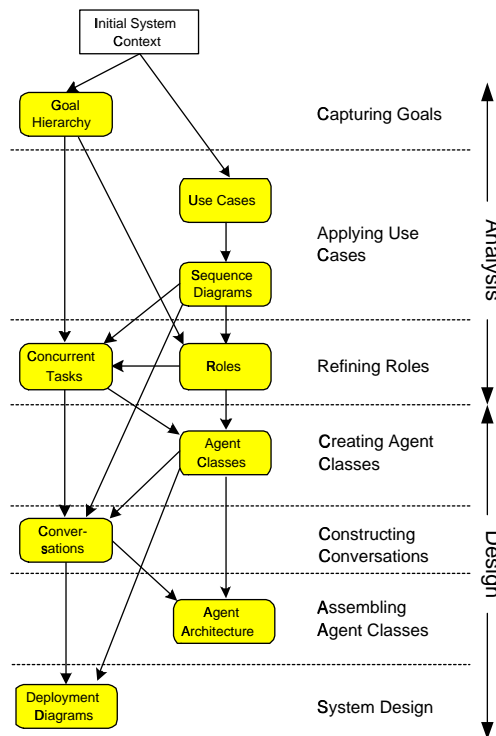 Initial System
Context
Goal
Hierarchy
Capturing Goals
Use Cases
Applying Use
Cases
Sequence
Diagrams
Analysis
Concurrent
Tasks
Roles
Refining Roles
Agent
Classes
Creating Agent
Classes
Conver-
sations
Constructing
Conversations
Design
Agent
Architecture
Assembling
Agent Classes
Deployment
Diagrams
System Design